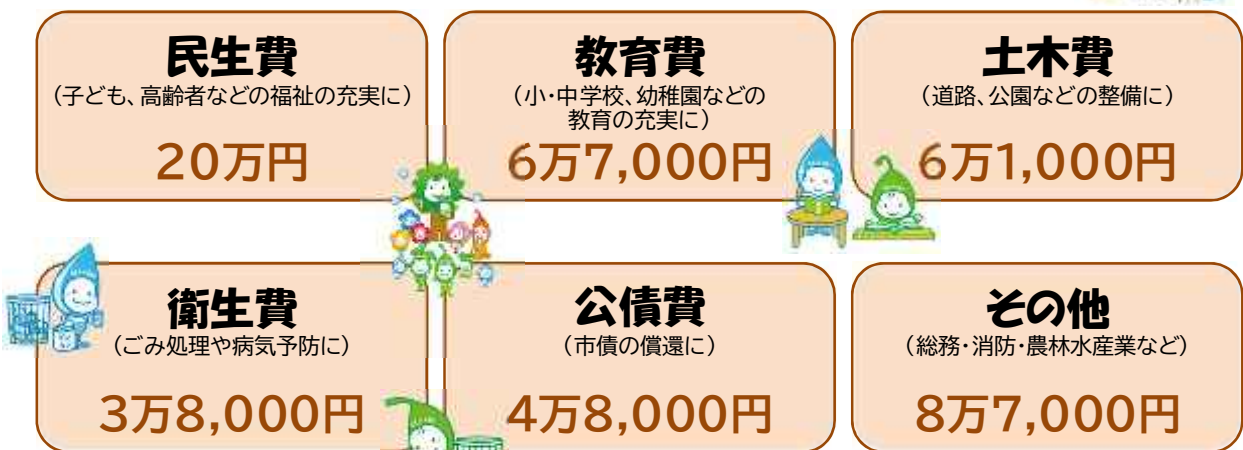 民生費
(子ども、高齢者などの福祉の充実に)
20万円
教育費
(小・中学校、幼稚園などの
教育の充実に)
6万7,000円
土木費
(道路、公園などの整備に)
6万1,000円
衛生費
(ごみ処理や病気予防に)
3万8,000円
公債費
(市債の償還に)
4万8,000円
その他
(総務・消防・農林水産業など)
8万7,000円